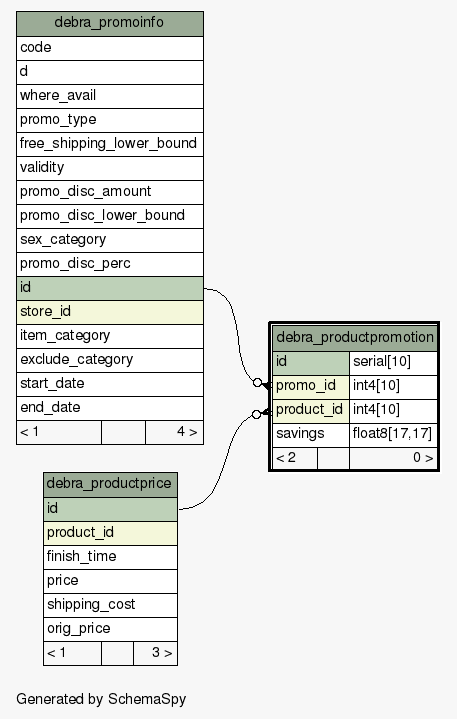 debra_promoinfo
code
d
where_avail
promo_type
free_shipping_lower_bound
validity
promo_disc_amount
promo_disc_lower_bound
sex_category
promo_disc_perc
id
store_id
item_category
exclude_category
start_date
end_date
< 1 4 >
debra_productpromotion
id serial[10]
promo_id int4[10]
product_id int4[10]
savings float8[17,17]
< 2 0 >
debra_productprice
id
product_id
finish_time
price
shipping_cost
orig_price
< 1 3 >
Generated by SchemaSpy